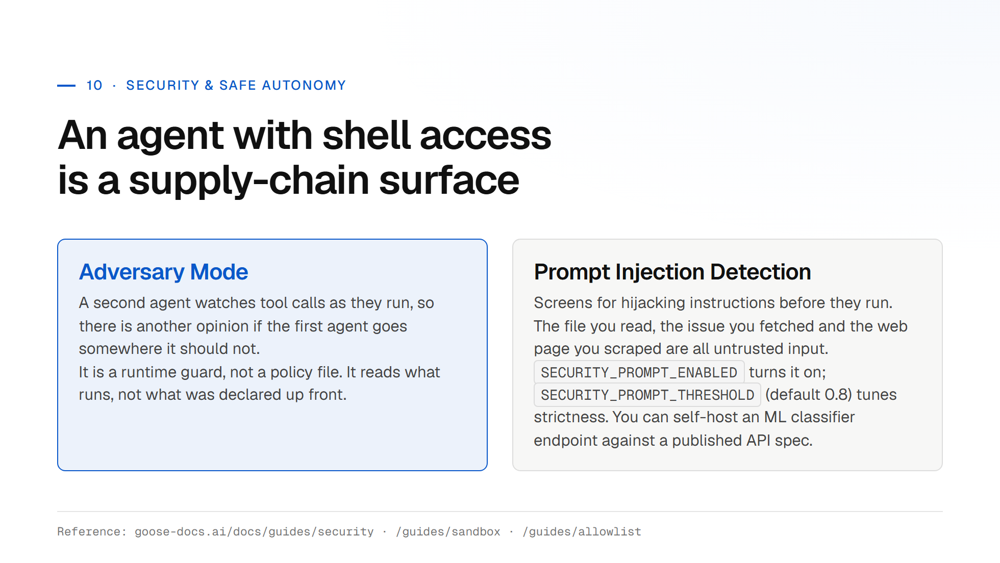 10 · SECURITY & SAFE AUTONOMY
An agent with shell access
is a supply-chain surface
Adversary Mode
A second agent watches tool calls as they run, so
there is another opinion if the first agent goes
somewhere it should not.
It is a runtime guard, not a policy file. It reads what
runs, not what was declared up front.
Prompt Injection Detection
Screens for hijacking instructions before they run.
The file you read, the issue you fetched and the web
page you scraped are all untrusted input.
SECURITY_PROMPT_ENABLED turns it on;
SECURITY_PROMPT_THRESHOLD (default 0.8) tunes
strictness. You can self-host an ML classifier
endpoint against a published API spec.
Reference: goose-docs.ai/docs/guides/security · /guides/sandbox · /guides/allowlist